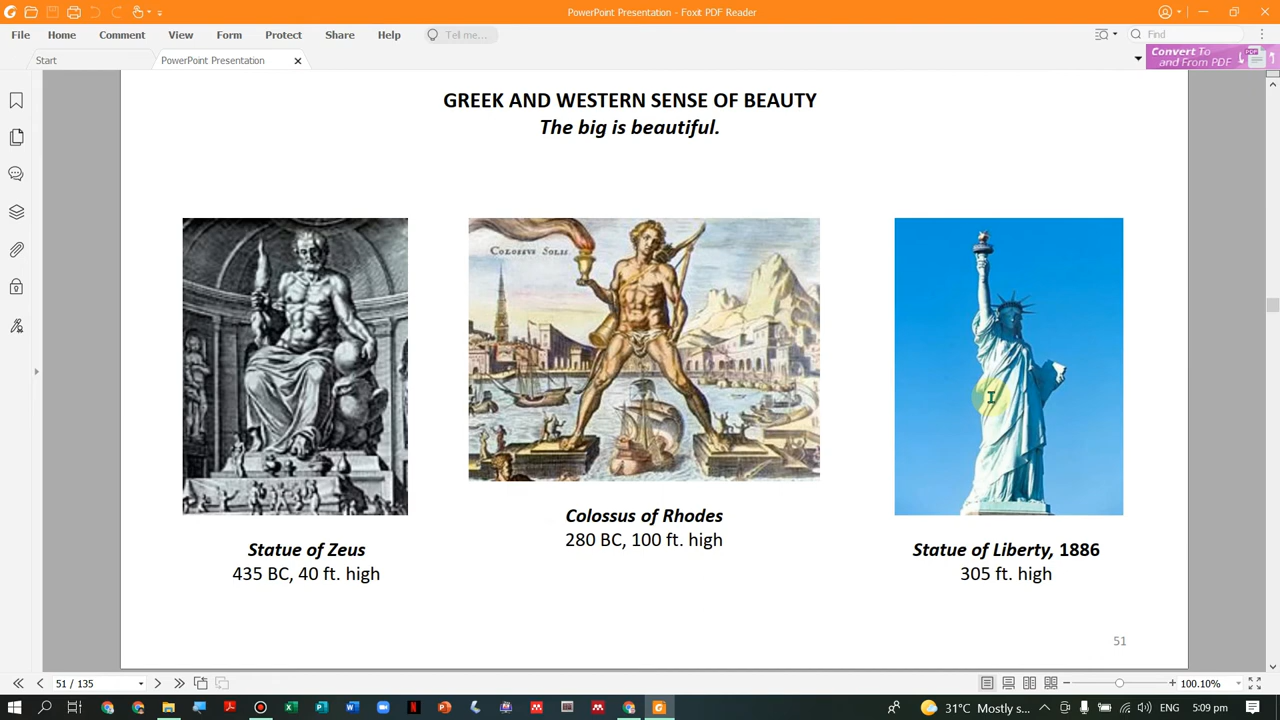 PowerPoint Presentation - Foxit PDF Reader
File Home Comment View Form Protect Share Help Tell me... Find
Start PowerPoint Presentation Convert To and From PDF
GREEK AND WESTERN SENSE OF BEAUTY
The big is beautiful.
COLOSSVS SOLIS.
Colossus of Rhodes
280 BC, 100 ft. high
Statue of Zeus
435 BC, 40 ft. high
Statue of Liberty, 1886
305 ft. high
51
51 / 135 100.10%
31°C Mostly s... ENG 5:09 pm